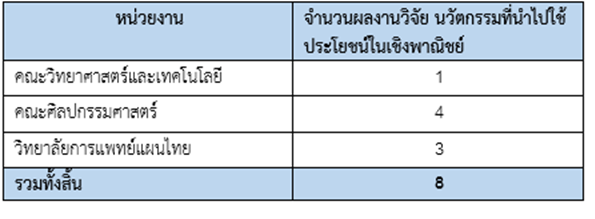 หน่วยงาน
จำนวนผลงานวิจัย นวัตกรรมที่นำไปใช้
ประโยชน์ในเชิงพาณิชย์
คณะวิทยาศาสตร์และเทคโนโลยี 1
คณะศิลปกรรมศาสตร์ 4
วิทยาลัยการแพทย์แผนไทย 3
รวมทั้งสิ้น 8